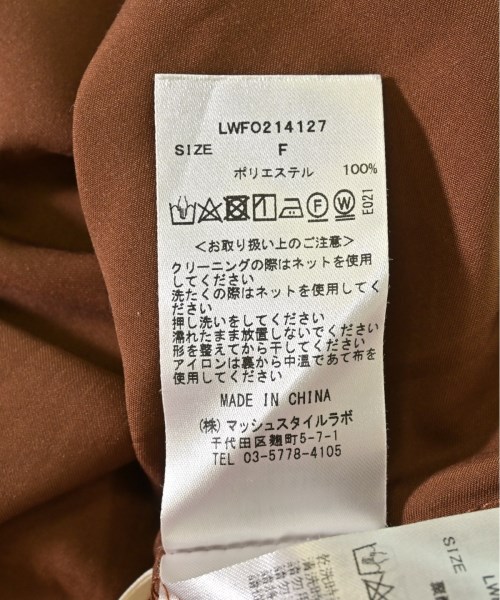 LWFO214127
SIZE F
ポリエステル 100%
F W E021
<お取り扱い上のご注意>
クリーニングの際はネットを使用
してください
洗たくの際はネットを使用してく
ださい
押し洗いをしてください
濡れたまま放置しないでください
形を整えてから干してください
アイロンは裏から中温であて布を
使用してください
MADE IN CHINA
(株) マッシュスタイルラボ
千代田区麹町5-7-1
TEL 03-5778-4105
SIZE